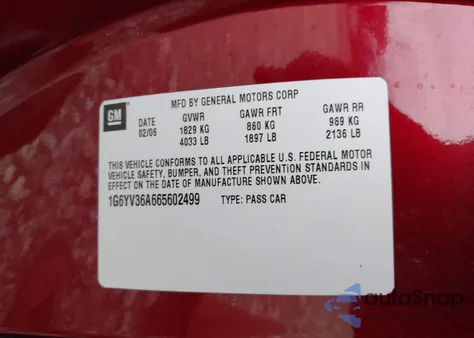 MFD BY GENERAL MOTORS CORP
GM DATE GVWR GAWR FRT GAWR RR
02/06 1829 KG 860 KG 969 KG
4033 LB 1897 LB 2136 LB
THIS VEHICLE CONFORMS TO ALL APPLICABLE U.S. FEDERAL MOTOR
VEHICLE SAFETY, BUMPER, AND THEFT PREVENTION STANDARDS IN
EFFECT ON THE DATE OF MANUFACTURE SHOWN ABOVE.
1G6YV36A665602499 TYPE: PASS CAR
autoSnap